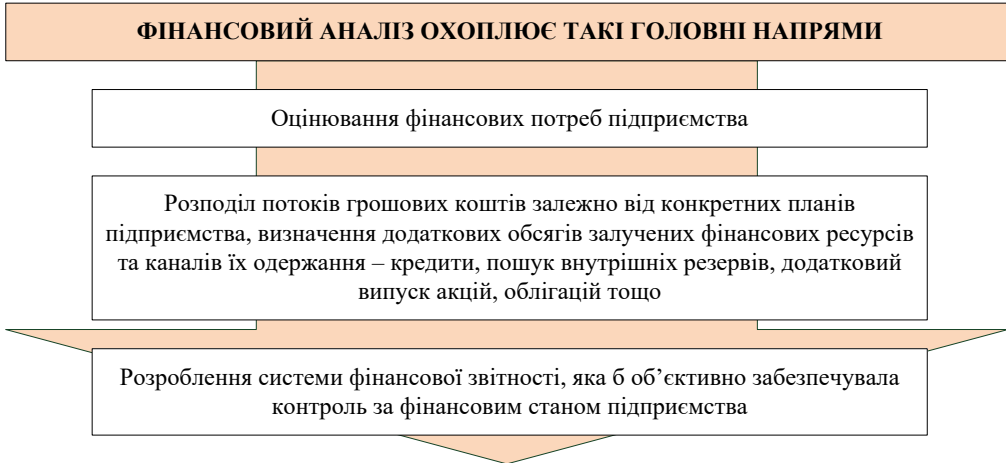 ФІНАНСОВИЙ АНАЛІЗ ОХОПЛЮЄ ТАКІ ГОЛОВНІ НАПРЯМИ
Оцінювання фінансових потреб підприємства
Розподіл потоків грошових коштів залежно від конкретних планів
підприємства, визначення додаткових обсягів залучених фінансових ресурсів
та каналів їх одержання – кредити, пошук внутрішніх резервів, додатковий
випуск акцій, облігацій тощо
Розроблення системи фінансової звітності, яка б об’єктивно забезпечувала
контроль за фінансовим станом підприємства